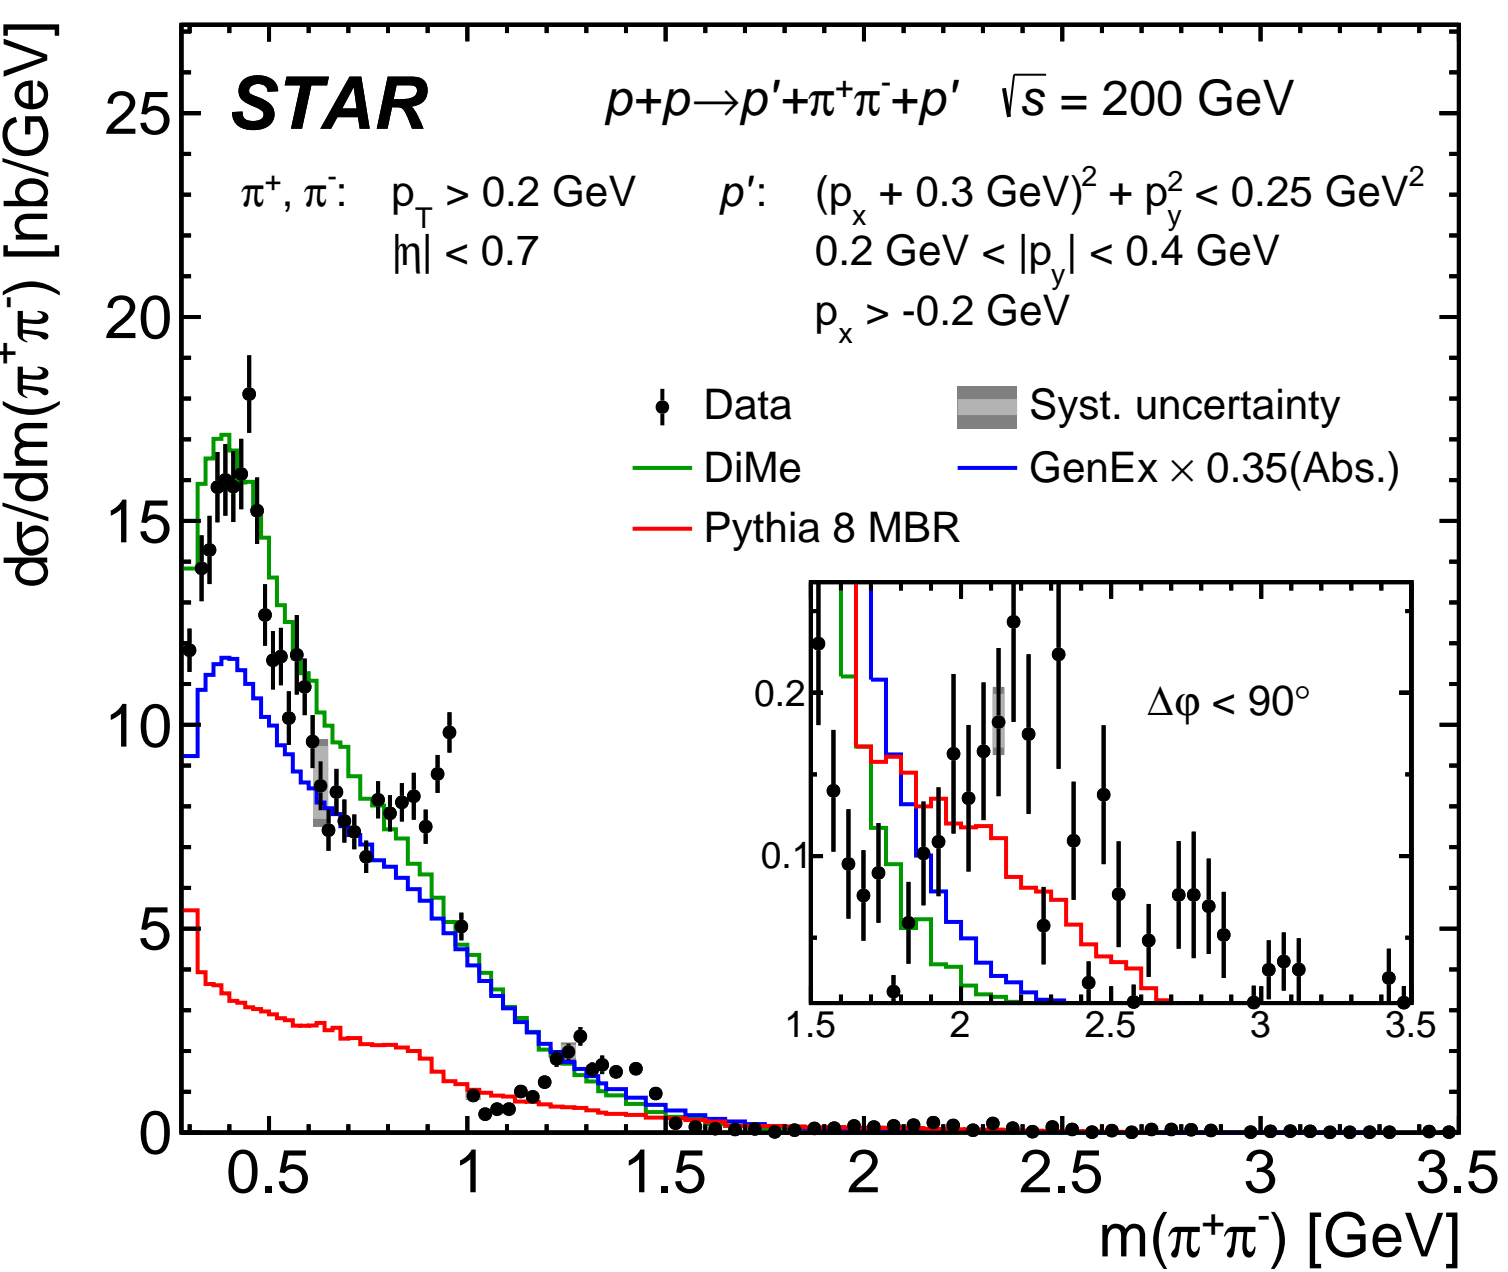 STAR p+p→p′+π⁺π⁻+p′ √s = 200 GeV
π⁺, π⁻: p_T > 0.2 GeV p′: (p_x + 0.3 GeV)² + p_y² < 0.25 GeV²
|η| < 0.7 0.2 GeV < |p_y| < 0.4 GeV
p_x > -0.2 GeV
Data Syst. uncertainty
DiMe GenEx × 0.35(Abs.)
Pythia 8 MBR
dσ/dm(π⁺π⁻) [nb/GeV]
25
20
15
10
5
0
Δφ < 90°
0.2
0.1
1.5 2 2.5 3 3.5
0.5 1 1.5 2 2.5 3 3.5
m(π⁺π⁻) [GeV]